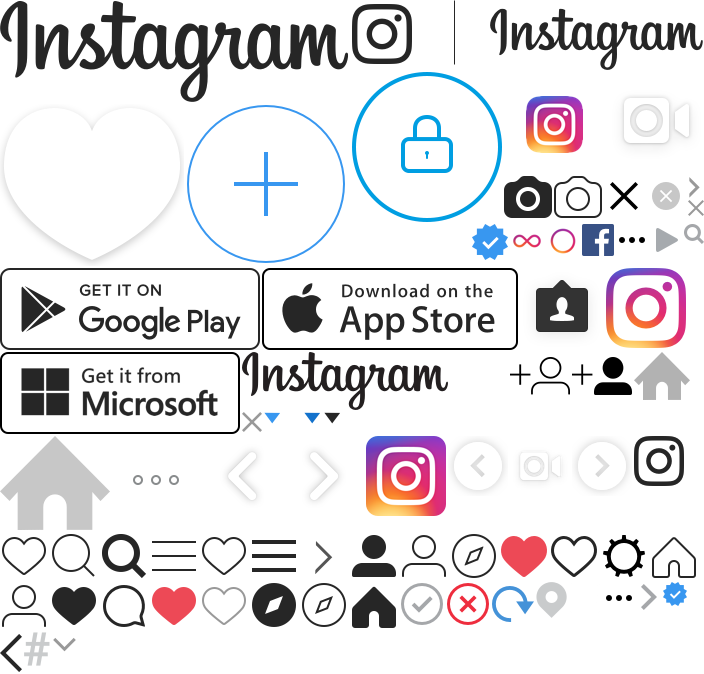 Instagram
Instagram
GET IT ON
Google Play
Download on the
App Store
Get it from
Microsoft
Instagram
#